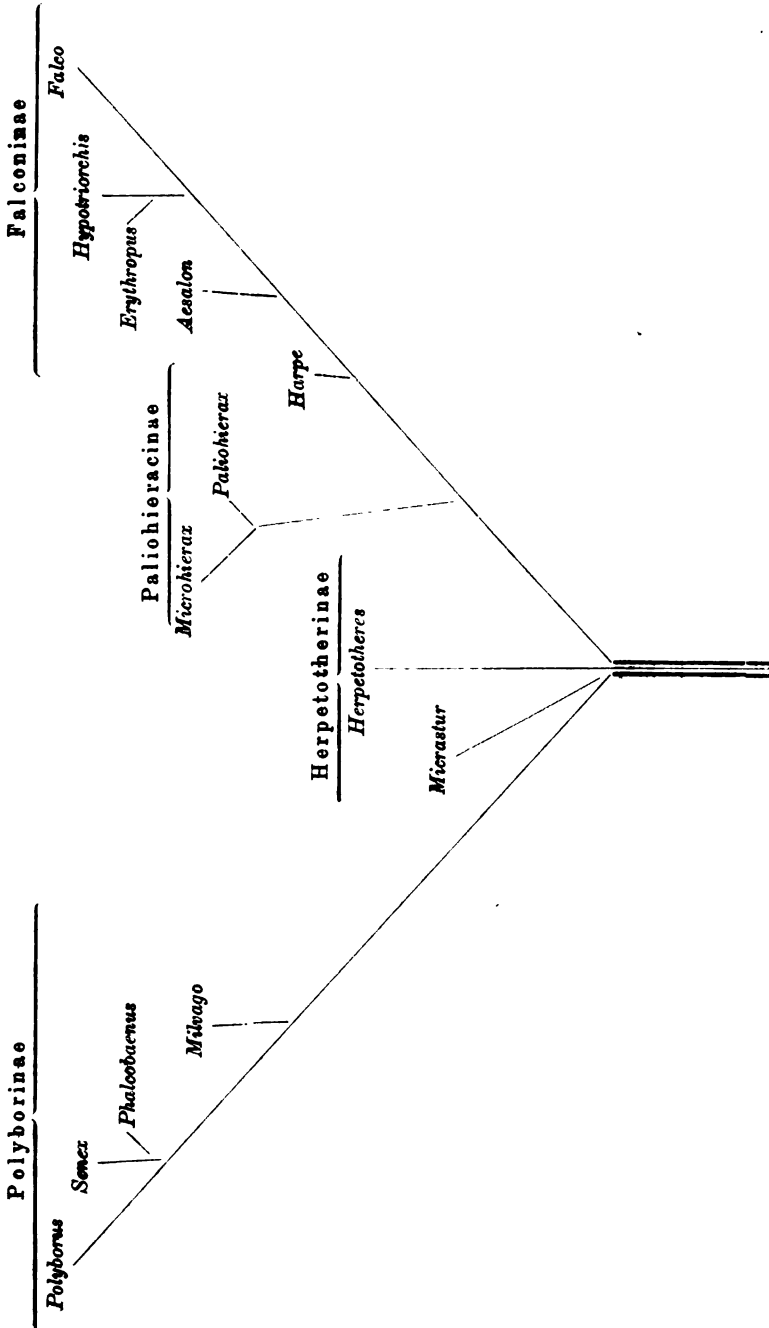 Polyborinae
Polyborus
Senex
Phalcobaenus
Milvago
Herpetotherinae
Herpetotheres
Micrastur
Paliohieracinae
Microhierax
Paliohierax
Falconinae
Falco
Hypotriorchis
Erythropus
Aesalon
Harpe